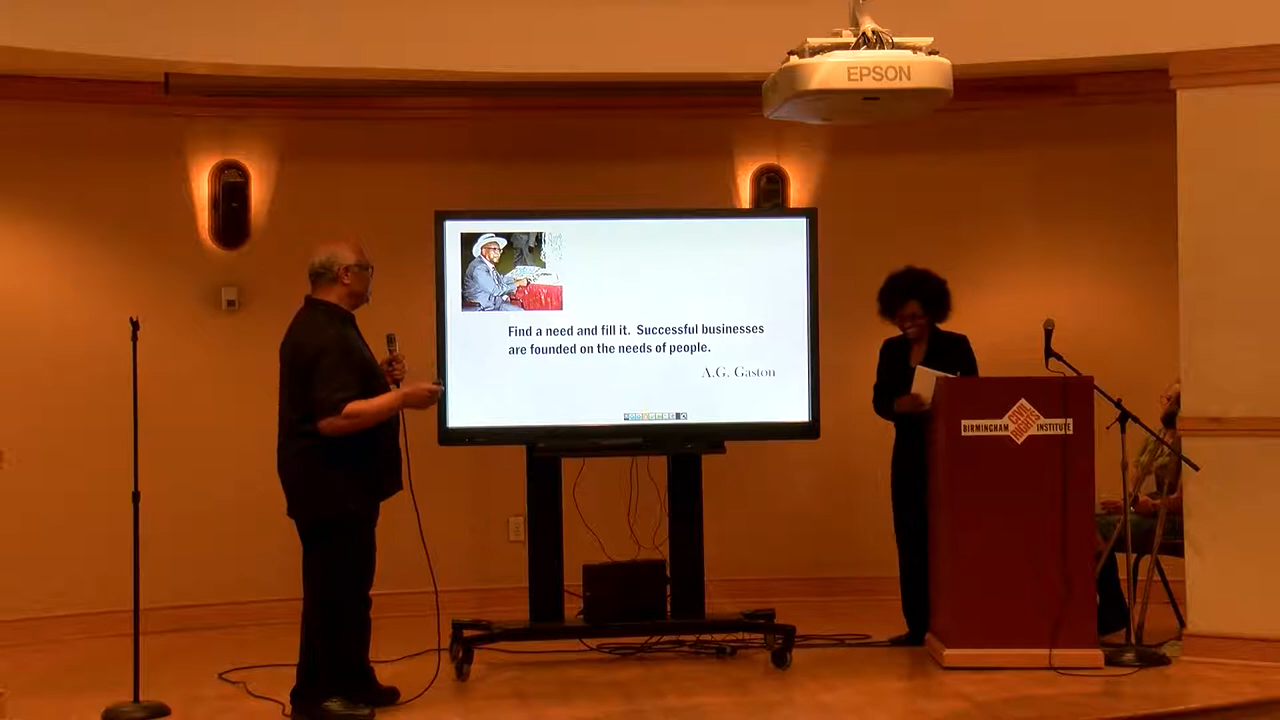 EPSON
Find a need and fill it. Successful businesses
are founded on the needs of people.
A.G. Gaston
BIRMINGHAM CIVIL RIGHTS INSTITUTE